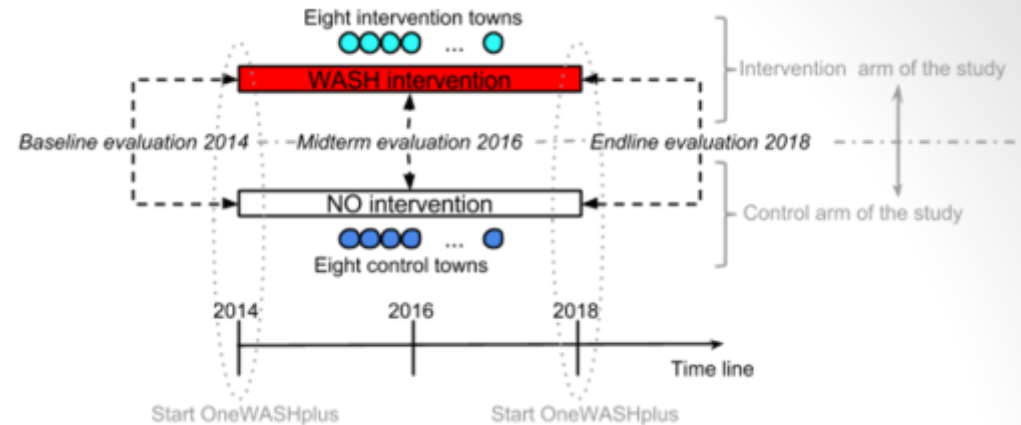 Eight intervention towns
...
WASH intervention
Intervention arm of the study
Baseline evaluation 2014
Midterm evaluation 2016
Endline evaluation 2018
NO intervention
Control arm of the study
...
Eight control towns
2014
2016
2018
Time line
Start OneWASHplus
Start OneWASHplus